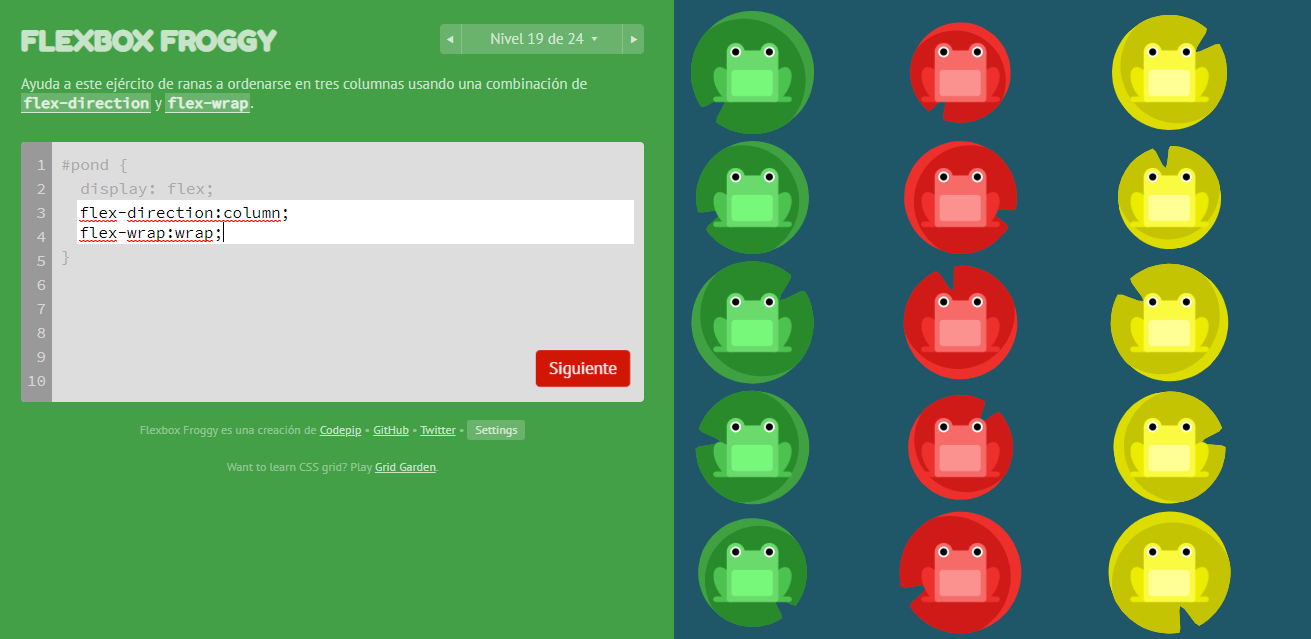 FLEXBOX FROGGY
◀ Nivel 19 de 24 ▾ ▶
Ayuda a este ejército de ranas a ordenarse en tres columnas usando una combinación de
flex-direction y flex-wrap.
1 #pond {
2 display: flex;
3 flex-direction:column;
4 flex-wrap:wrap;
5 }
6
7
8
9
10
Siguiente
Flexbox Froggy es una creación de Codepip • GitHub • Twitter • Settings
Want to learn CSS grid? Play Grid Garden.